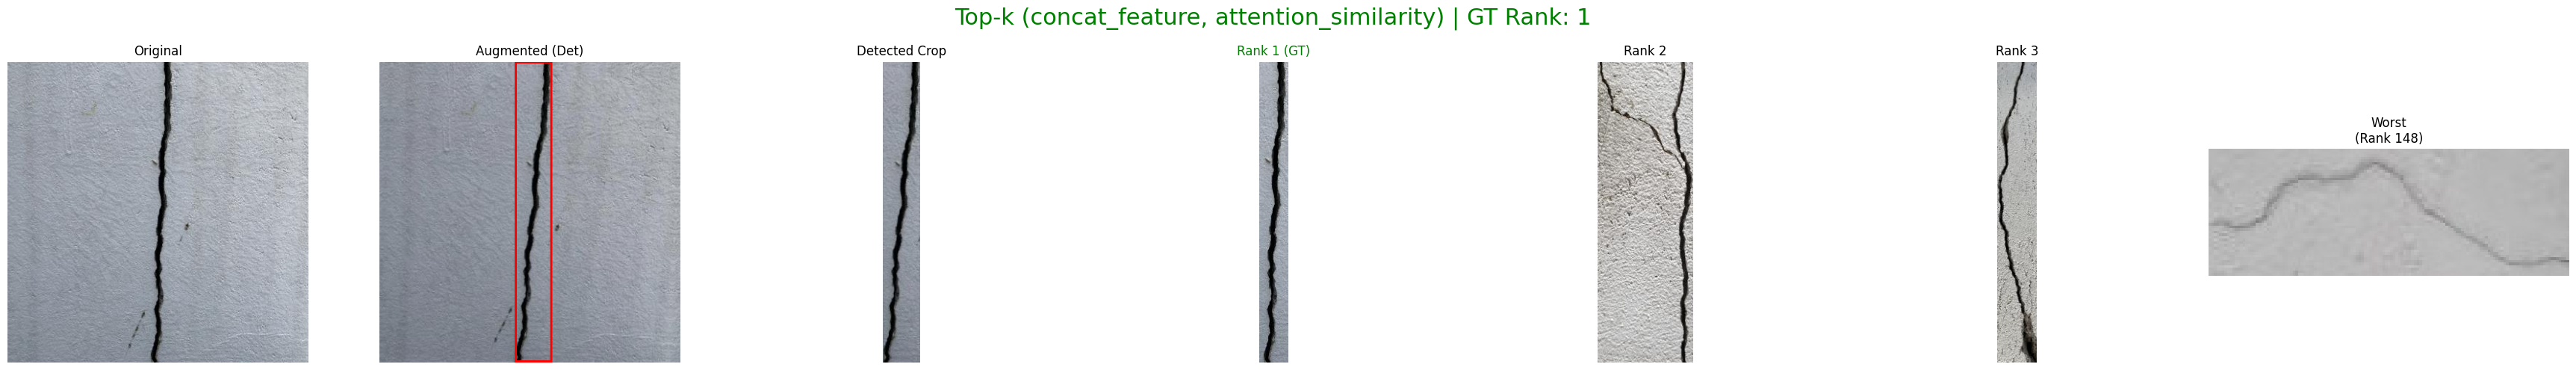 Top-k (concat_feature, attention_similarity) | GT Rank: 1
Original
Augmented (Det)
Detected Crop
Rank 1 (GT)
Rank 2
Rank 3
Worst
(Rank 148)